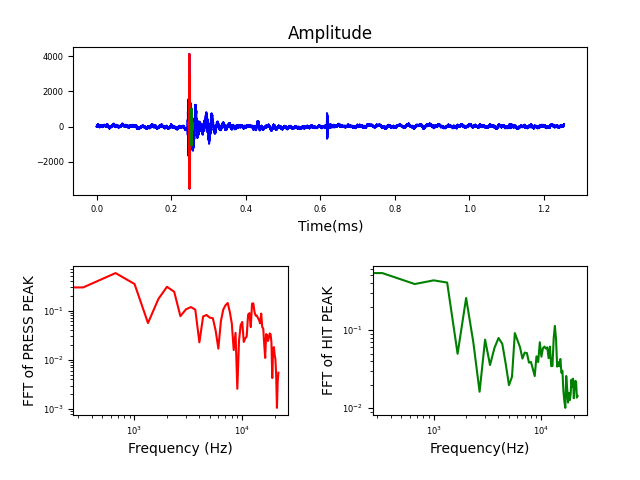 Amplitude
4000
2000
0
−2000
0.0 0.2 0.4 0.6 0.8 1.0 1.2
Time(ms)
FFT of PRESS PEAK
10⁻¹
10⁻²
10⁻³
10³ 10⁴
Frequency (Hz)
FFT of HIT PEAK
10⁻¹
10⁻²
10³ 10⁴
Frequency(Hz)